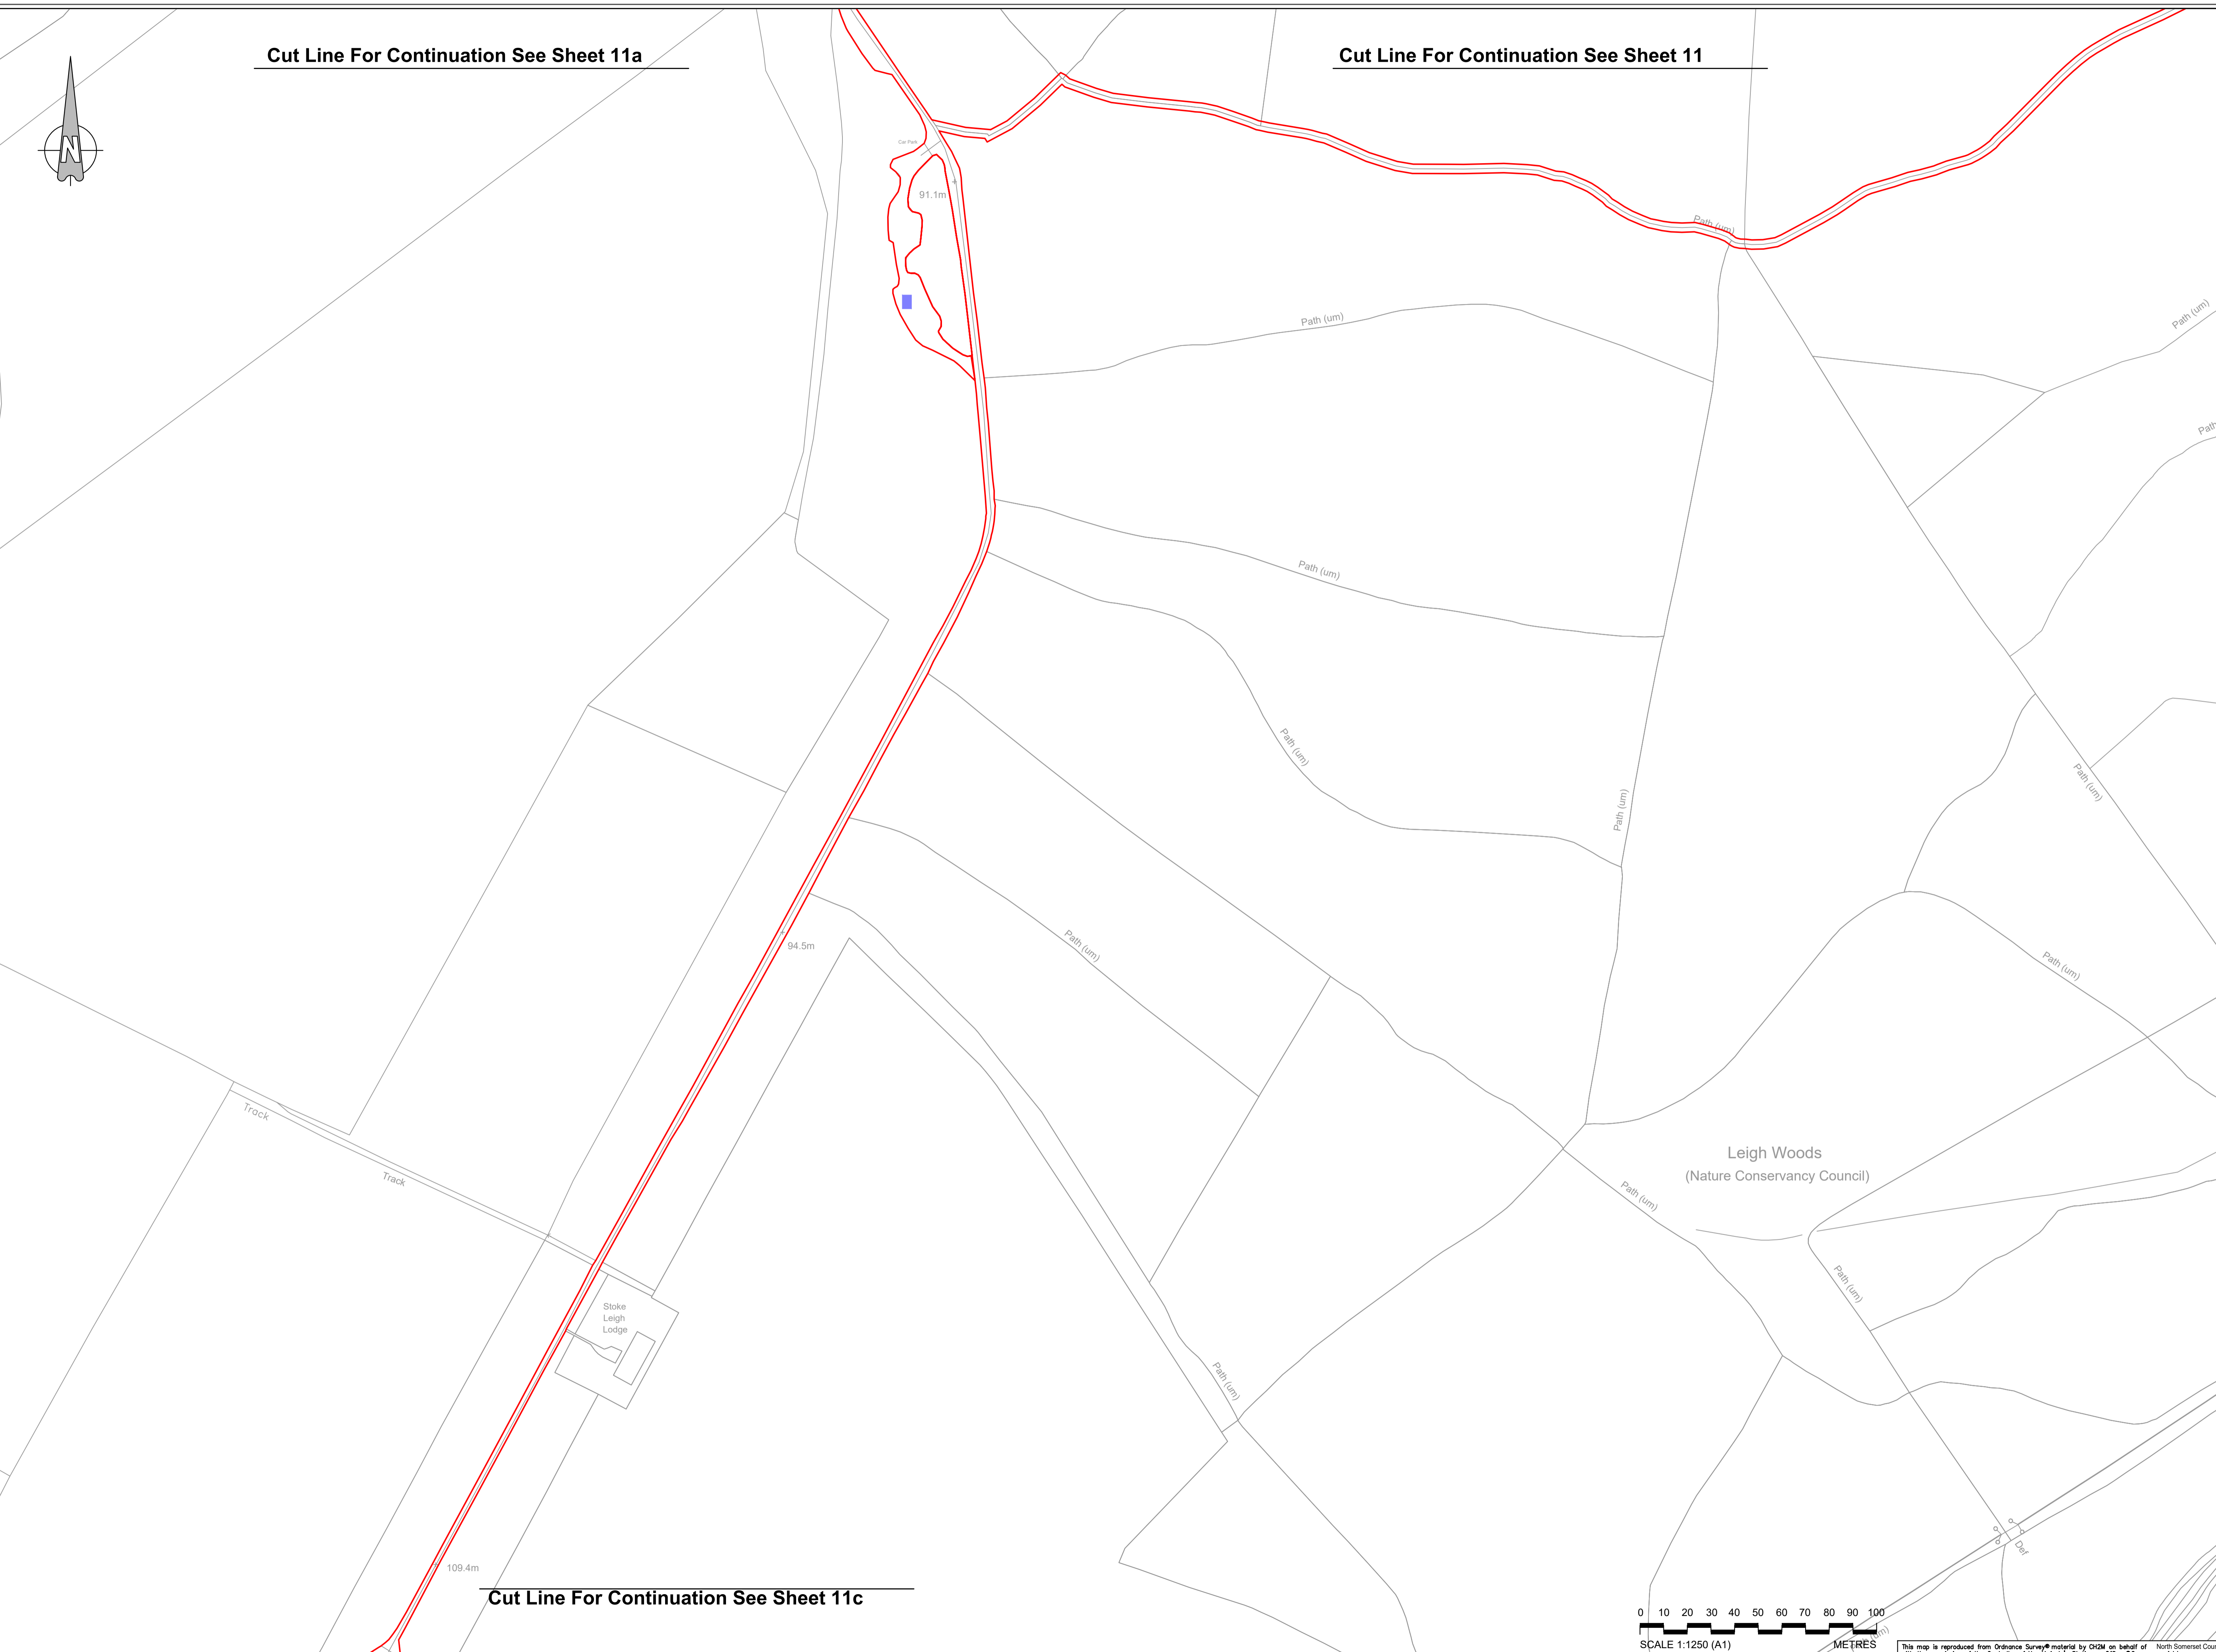 Cut Line For Continuation See Sheet 11a
Cut Line For Continuation See Sheet 11
N
Car Park
91.1m
Path (um)
Path (um)
Path (um)
Path
Path (um)
Path (um)
Path (um)
Path (um)
Path (um)
94.5m
Path (um)
Track
Track
Leigh Woods
(Nature Conservancy Council)
Path (um)
Path (um)
Stoke
Leigh
Lodge
Path (um)
Def
109.4m
Cut Line For Continuation See Sheet 11c
0 10 20 30 40 50 60 70 80 90 100
SCALE 1:1250 (A1) METRES
(um)
This map is reproduced from Ordnance Survey® material by CH2M on behalf of North Somerset Cou